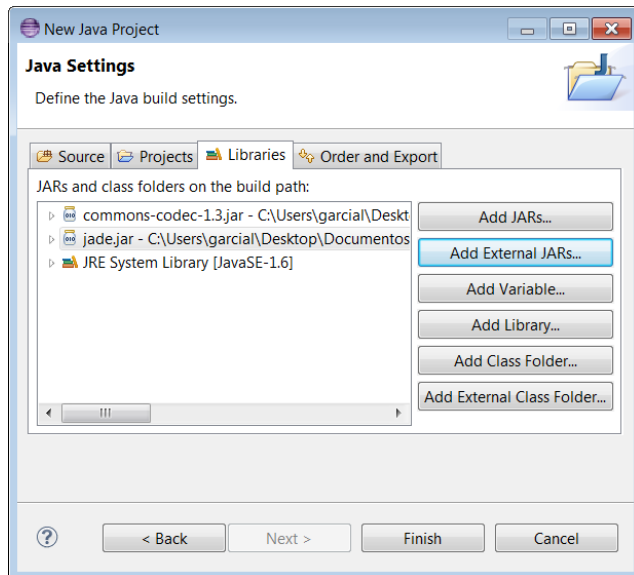 New Java Project
Java Settings
Define the Java build settings.
Source Projects Libraries Order and Export
JARs and class folders on the build path:
commons-codec-1.3.jar - C:\Users\garcial\Deskt
jade.jar - C:\Users\garcial\Desktop\Documentos
JRE System Library [JavaSE-1.6]
Add JARs...
Add External JARs...
Add Variable...
Add Library...
Add Class Folder...
Add External Class Folder...
< Back Next > Finish Cancel